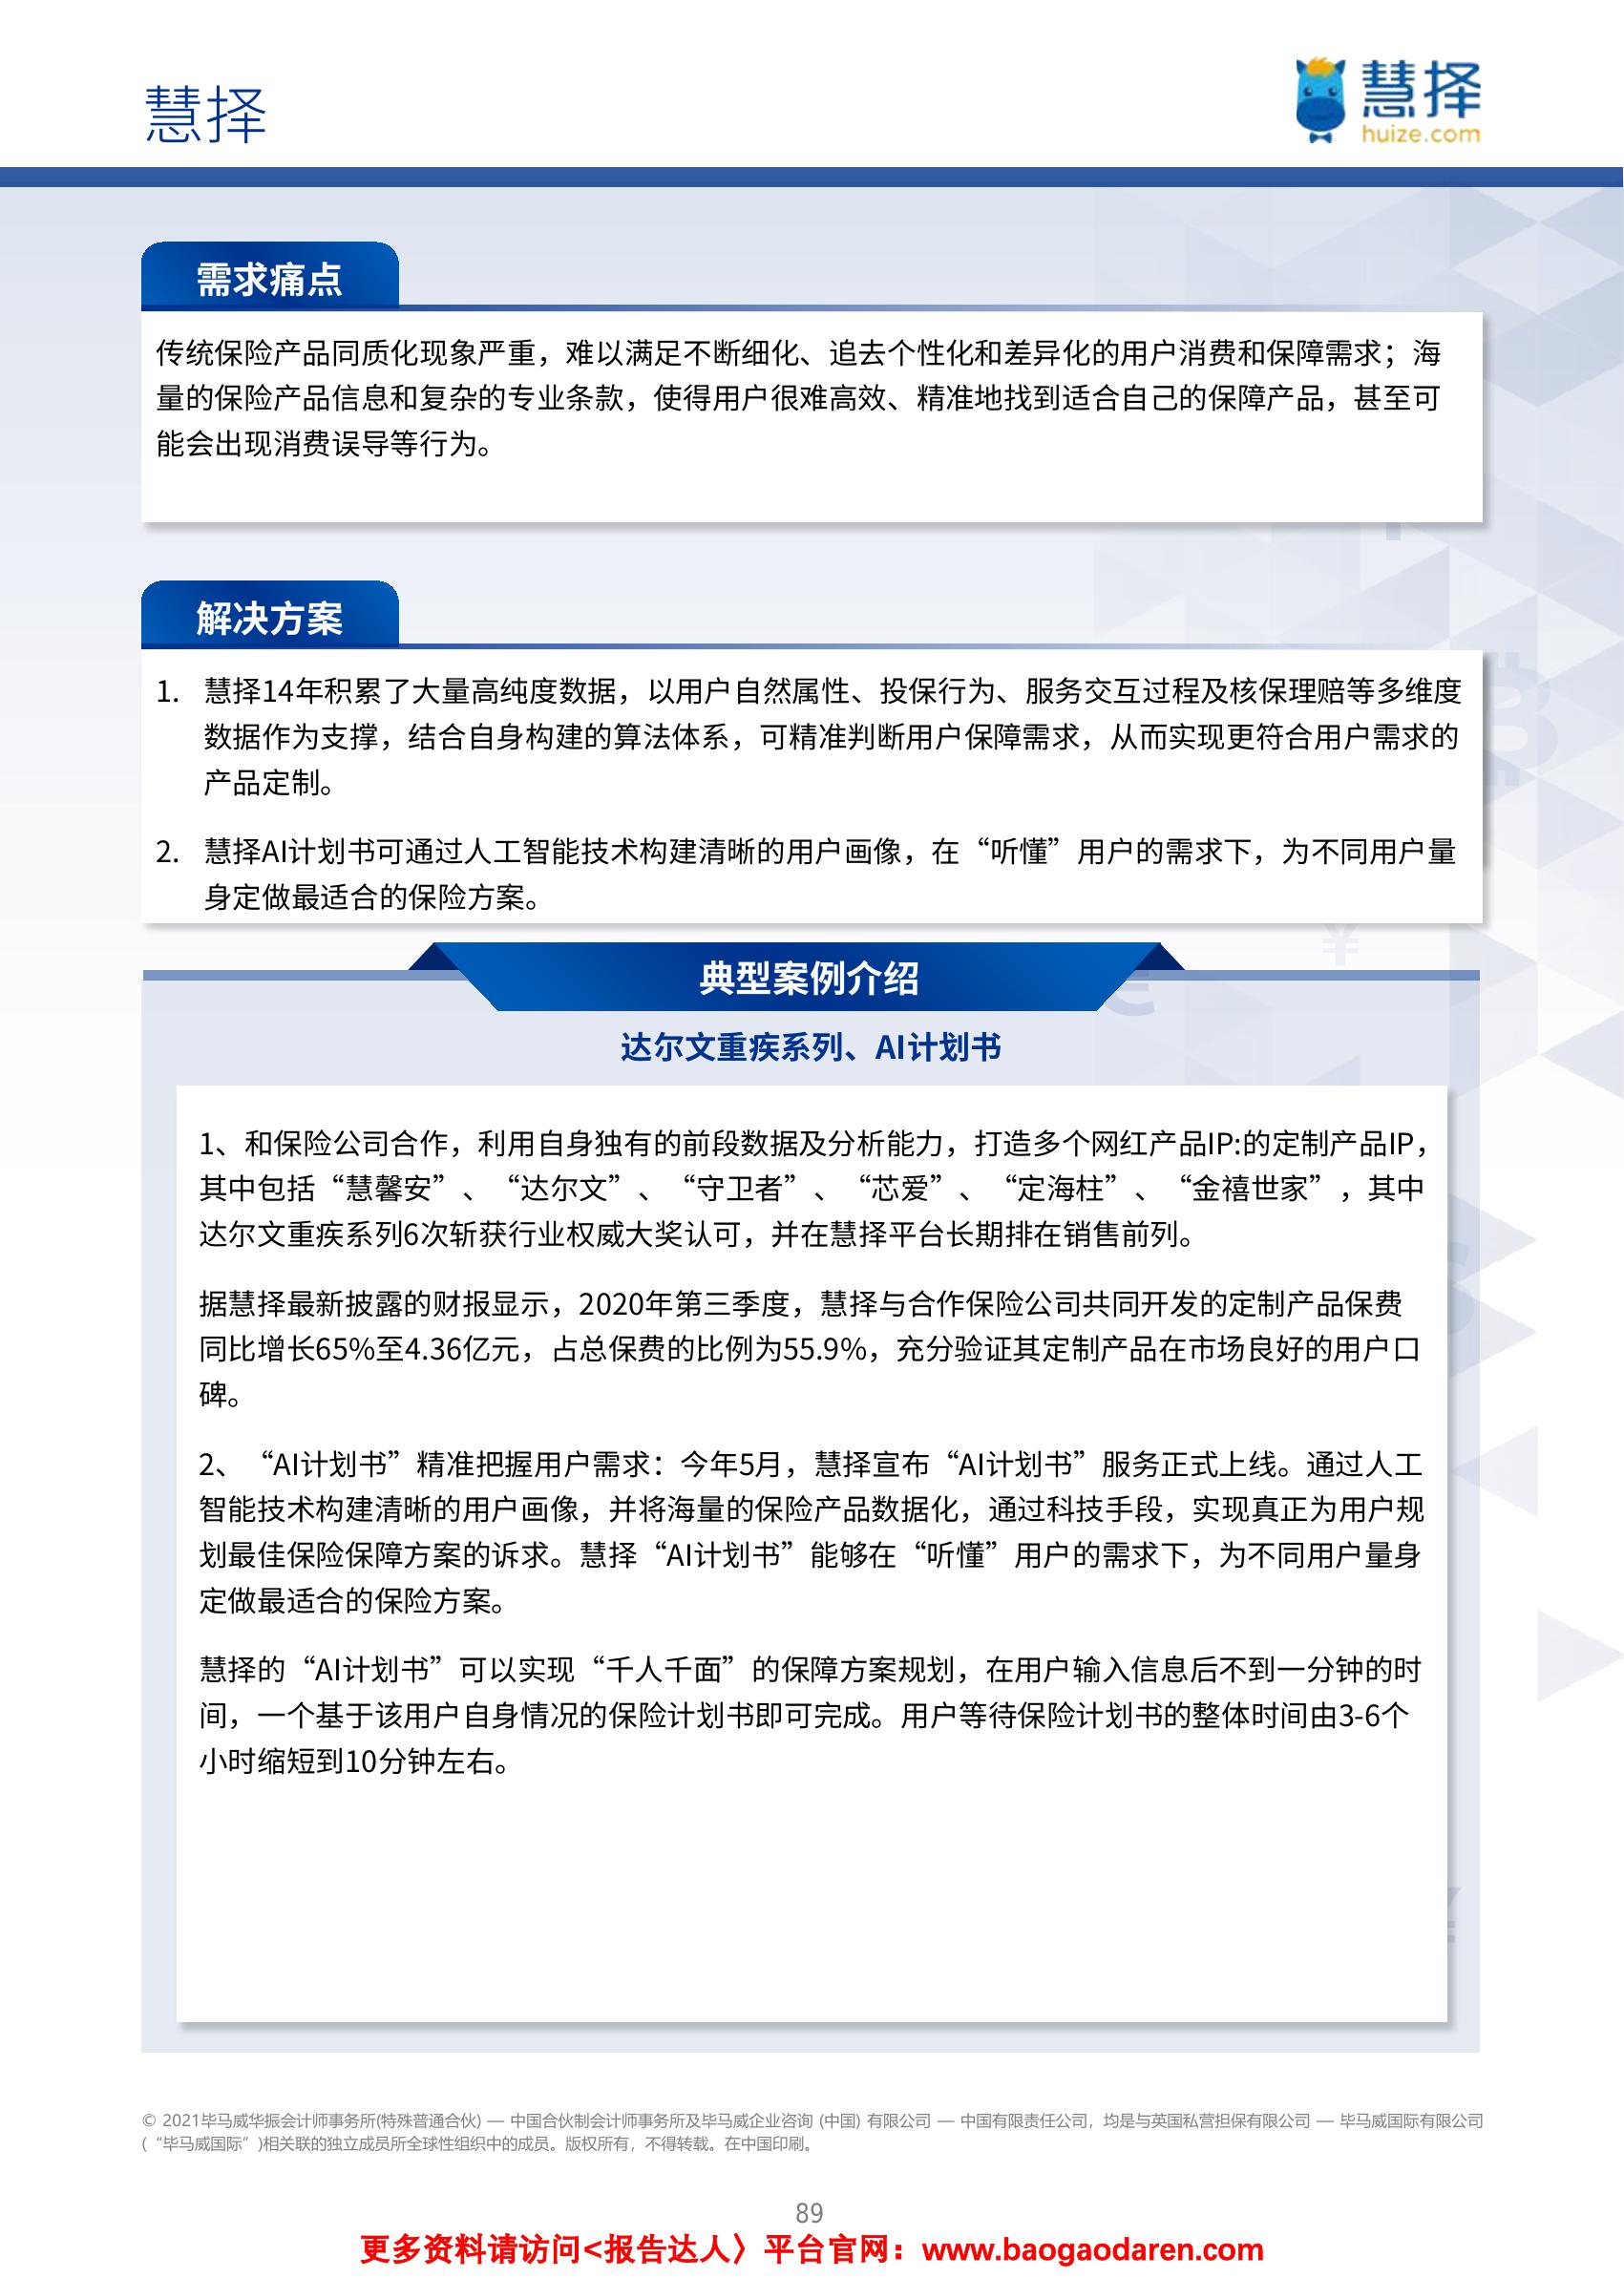 慧择
慧择
huize.com
需求痛点
传统保险产品同质化现象严重，难以满足不断细化、追去个性化和差异化的用户消费和保障需求；海
量的保险产品信息和复杂的专业条款，使得用户很难高效、精准地找到适合自己的保障产品，甚至可
能会出现消费误导等行为。
解决方案
1. 慧择14年积累了大量高纯度数据，以用户自然属性、投保行为、服务交互过程及核保理赔等多维度
数据作为支撑，结合自身构建的算法体系，可精准判断用户保障需求，从而实现更符合用户需求的
产品定制。
2. 慧择AI计划书可通过人工智能技术构建清晰的用户画像，在“听懂”用户的需求下，为不同用户量
身定做最适合的保险方案。
典型案例介绍
达尔文重疾系列、AI计划书
1、和保险公司合作，利用自身独有的前段数据及分析能力，打造多个网红产品IP:的定制产品IP，
其中包括“慧馨安”、“达尔文”、“守卫者”、“芯爱”、“定海柱”、“金禧世家”，其中
达尔文重疾系列6次斩获行业权威大奖认可，并在慧择平台长期排在销售前列。
据慧择最新披露的财报显示，2020年第三季度，慧择与合作保险公司共同开发的定制产品保费
同比增长65%至4.36亿元，占总保费的比例为55.9%，充分验证其定制产品在市场良好的用户口
碑。
2、“AI计划书”精准把握用户需求：今年5月，慧择宣布“AI计划书”服务正式上线。通过人工
智能技术构建清晰的用户画像，并将海量的保险产品数据化，通过科技手段，实现真正为用户规
划最佳保险保障方案的诉求。慧择“AI计划书”能够在“听懂”用户的需求下，为不同用户量身
定做最适合的保险方案。
慧择的“AI计划书”可以实现“千人千面”的保障方案规划，在用户输入信息后不到一分钟的时
间，一个基于该用户自身情况的保险计划书即可完成。用户等待保险计划书的整体时间由3-6个
小时缩短到10分钟左右。
© 2021毕马威华振会计师事务所(特殊普通合伙) — 中国合伙制会计师事务所及毕马威企业咨询 (中国) 有限公司 — 中国有限责任公司，均是与英国私营担保有限公司 — 毕马威国际有限公司
(“毕马威国际”)相关联的独立成员所全球性组织中的成员。版权所有，不得转载。在中国印刷。
89
更多资料请访问<报告达人〉平台官网：www.baogaodaren.com